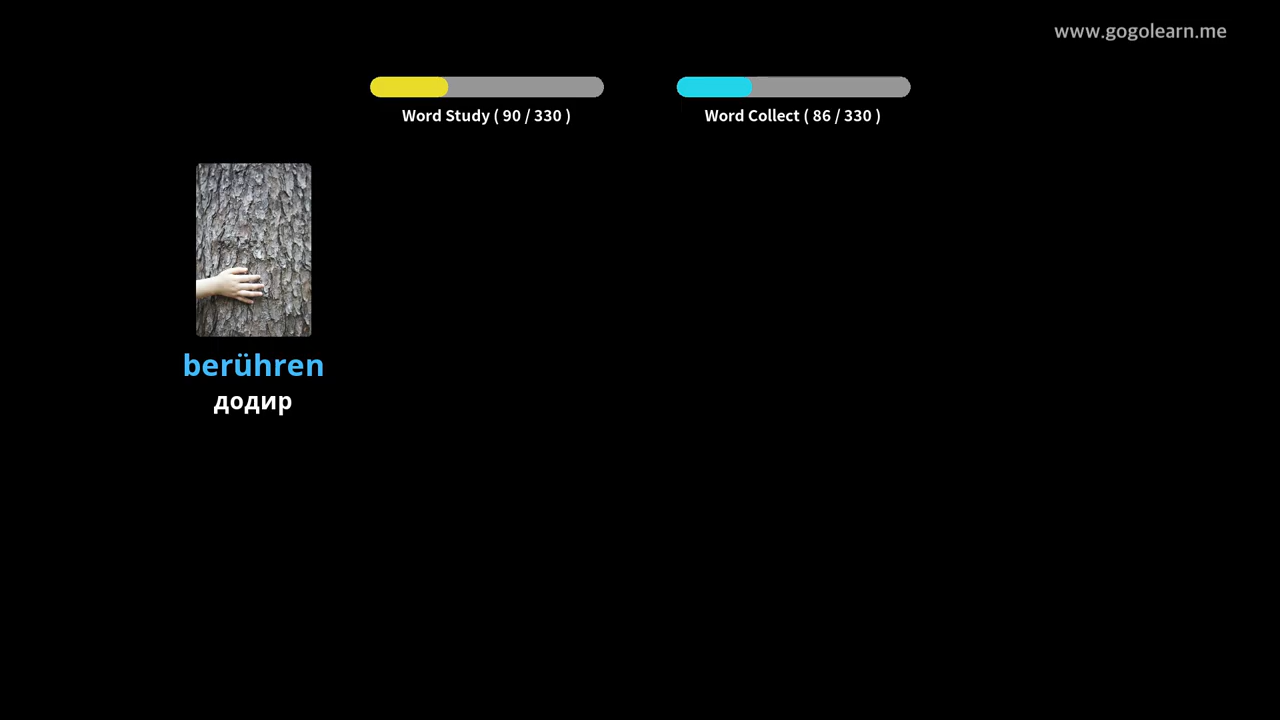 www.gogolearn.me
Word Study ( 90 / 330 )
Word Collect ( 86 / 330 )
berühren
додир